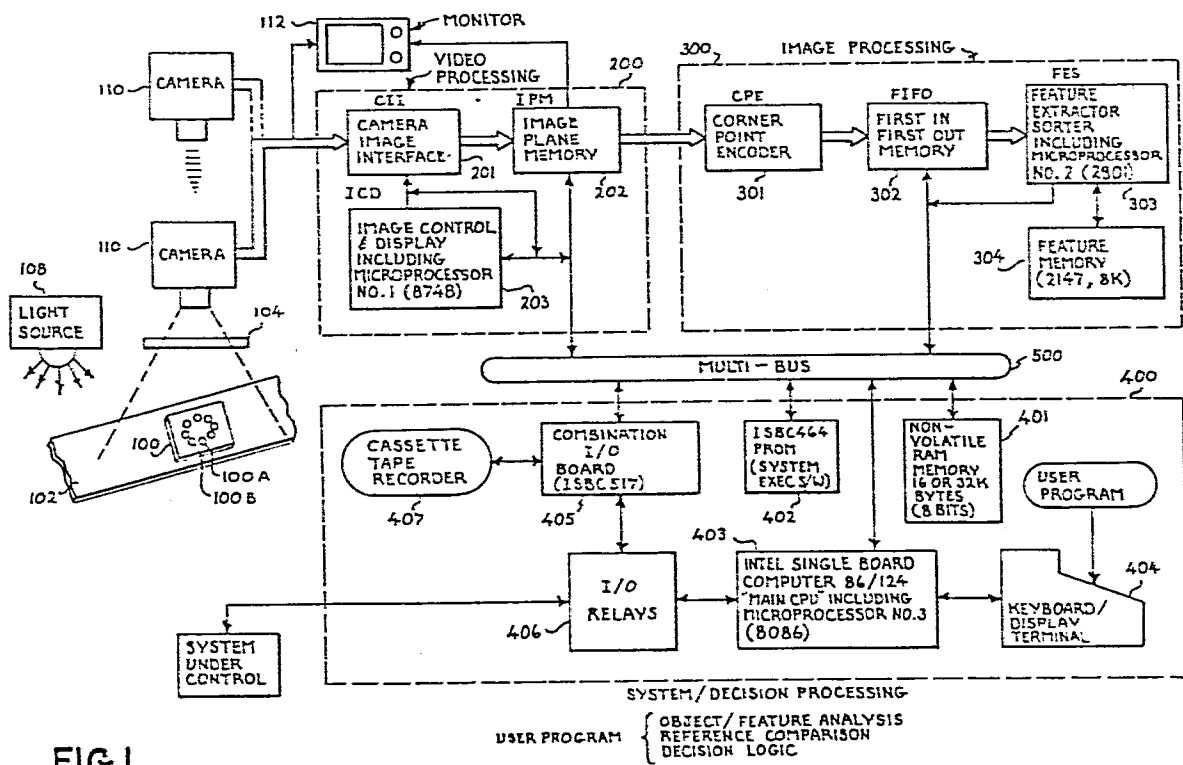 112
MONITOR
CAMERA
110
VIDEO
PROCESSING
200
IMAGE PROCESSING
300
CII
CAMERA
IMAGE
INTERFACE
201
IPM
IMAGE
PLANE
MEMORY
202
CPE
CORNER
POINT
ENCODER
301
FIFO
FIRST IN
FIRST OUT
MEMORY
302
FES
FEATURE
EXTRACTOR
SORTER
INCLUDING
MICROPROCESSOR
NO. 2 (2901)
303
ICD
IMAGE CONTROL
& DISPLAY
INCLUDING
MICROPROCESSOR
NO. 1 (8748)
203
304
FEATURE
MEMORY
(2147, 8K)
110
CAMERA
108
LIGHT
SOURCE
104
100
100A
100B
102
MULTI-BUS
500
400
CASSETTE
TAPE
RECORDER
407
COMBINATION
I/O
BOARD
(ISBC 517)
405
ISBC464
PROM
(SYSTEM
EXEC S/W)
402
NON-
VOLATILE
RAM
MEMORY
16 OR 32K
BYTES
(8 BITS)
401
USER
PROGRAM
I/O
RELAYS
406
403
INTEL SINGLE BOARD
COMPUTER 86/124
"MAIN CPU" INCLUDING
MICROPROCESSOR NO.3
(8086)
404
KEYBOARD/
DISPLAY
TERMINAL
SYSTEM
UNDER
CONTROL
SYSTEM/DECISION PROCESSING
USER PROGRAM
OBJECT/FEATURE ANALYSIS
REFERENCE COMPARISON
DECISION LOGIC
FIG.1